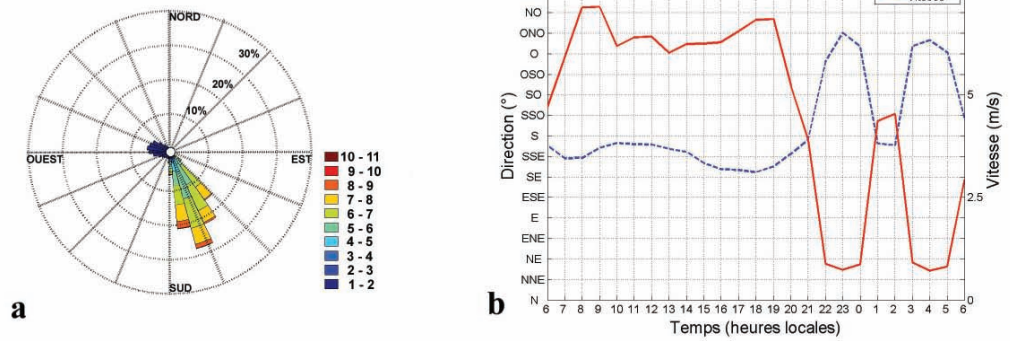 NORD
30%
20%
10%
OUEST
EST
SUD
10 - 11
9 - 10
8 - 9
7 - 8
6 - 7
5 - 6
4 - 5
3 - 4
2 - 3
1 - 2
a
Direction (°)
NO
ONO
O
OSO
SO
SSO
S
SSE
SE
ESE
E
ENE
NE
NNE
N
6 7 8 9 10 11 12 13 14 15 16 17 18 19 20 21 22 23 0 1 2 3 4 5 6
Temps (heures locales)
5
2.5
0
Vitesse (m/s)
b